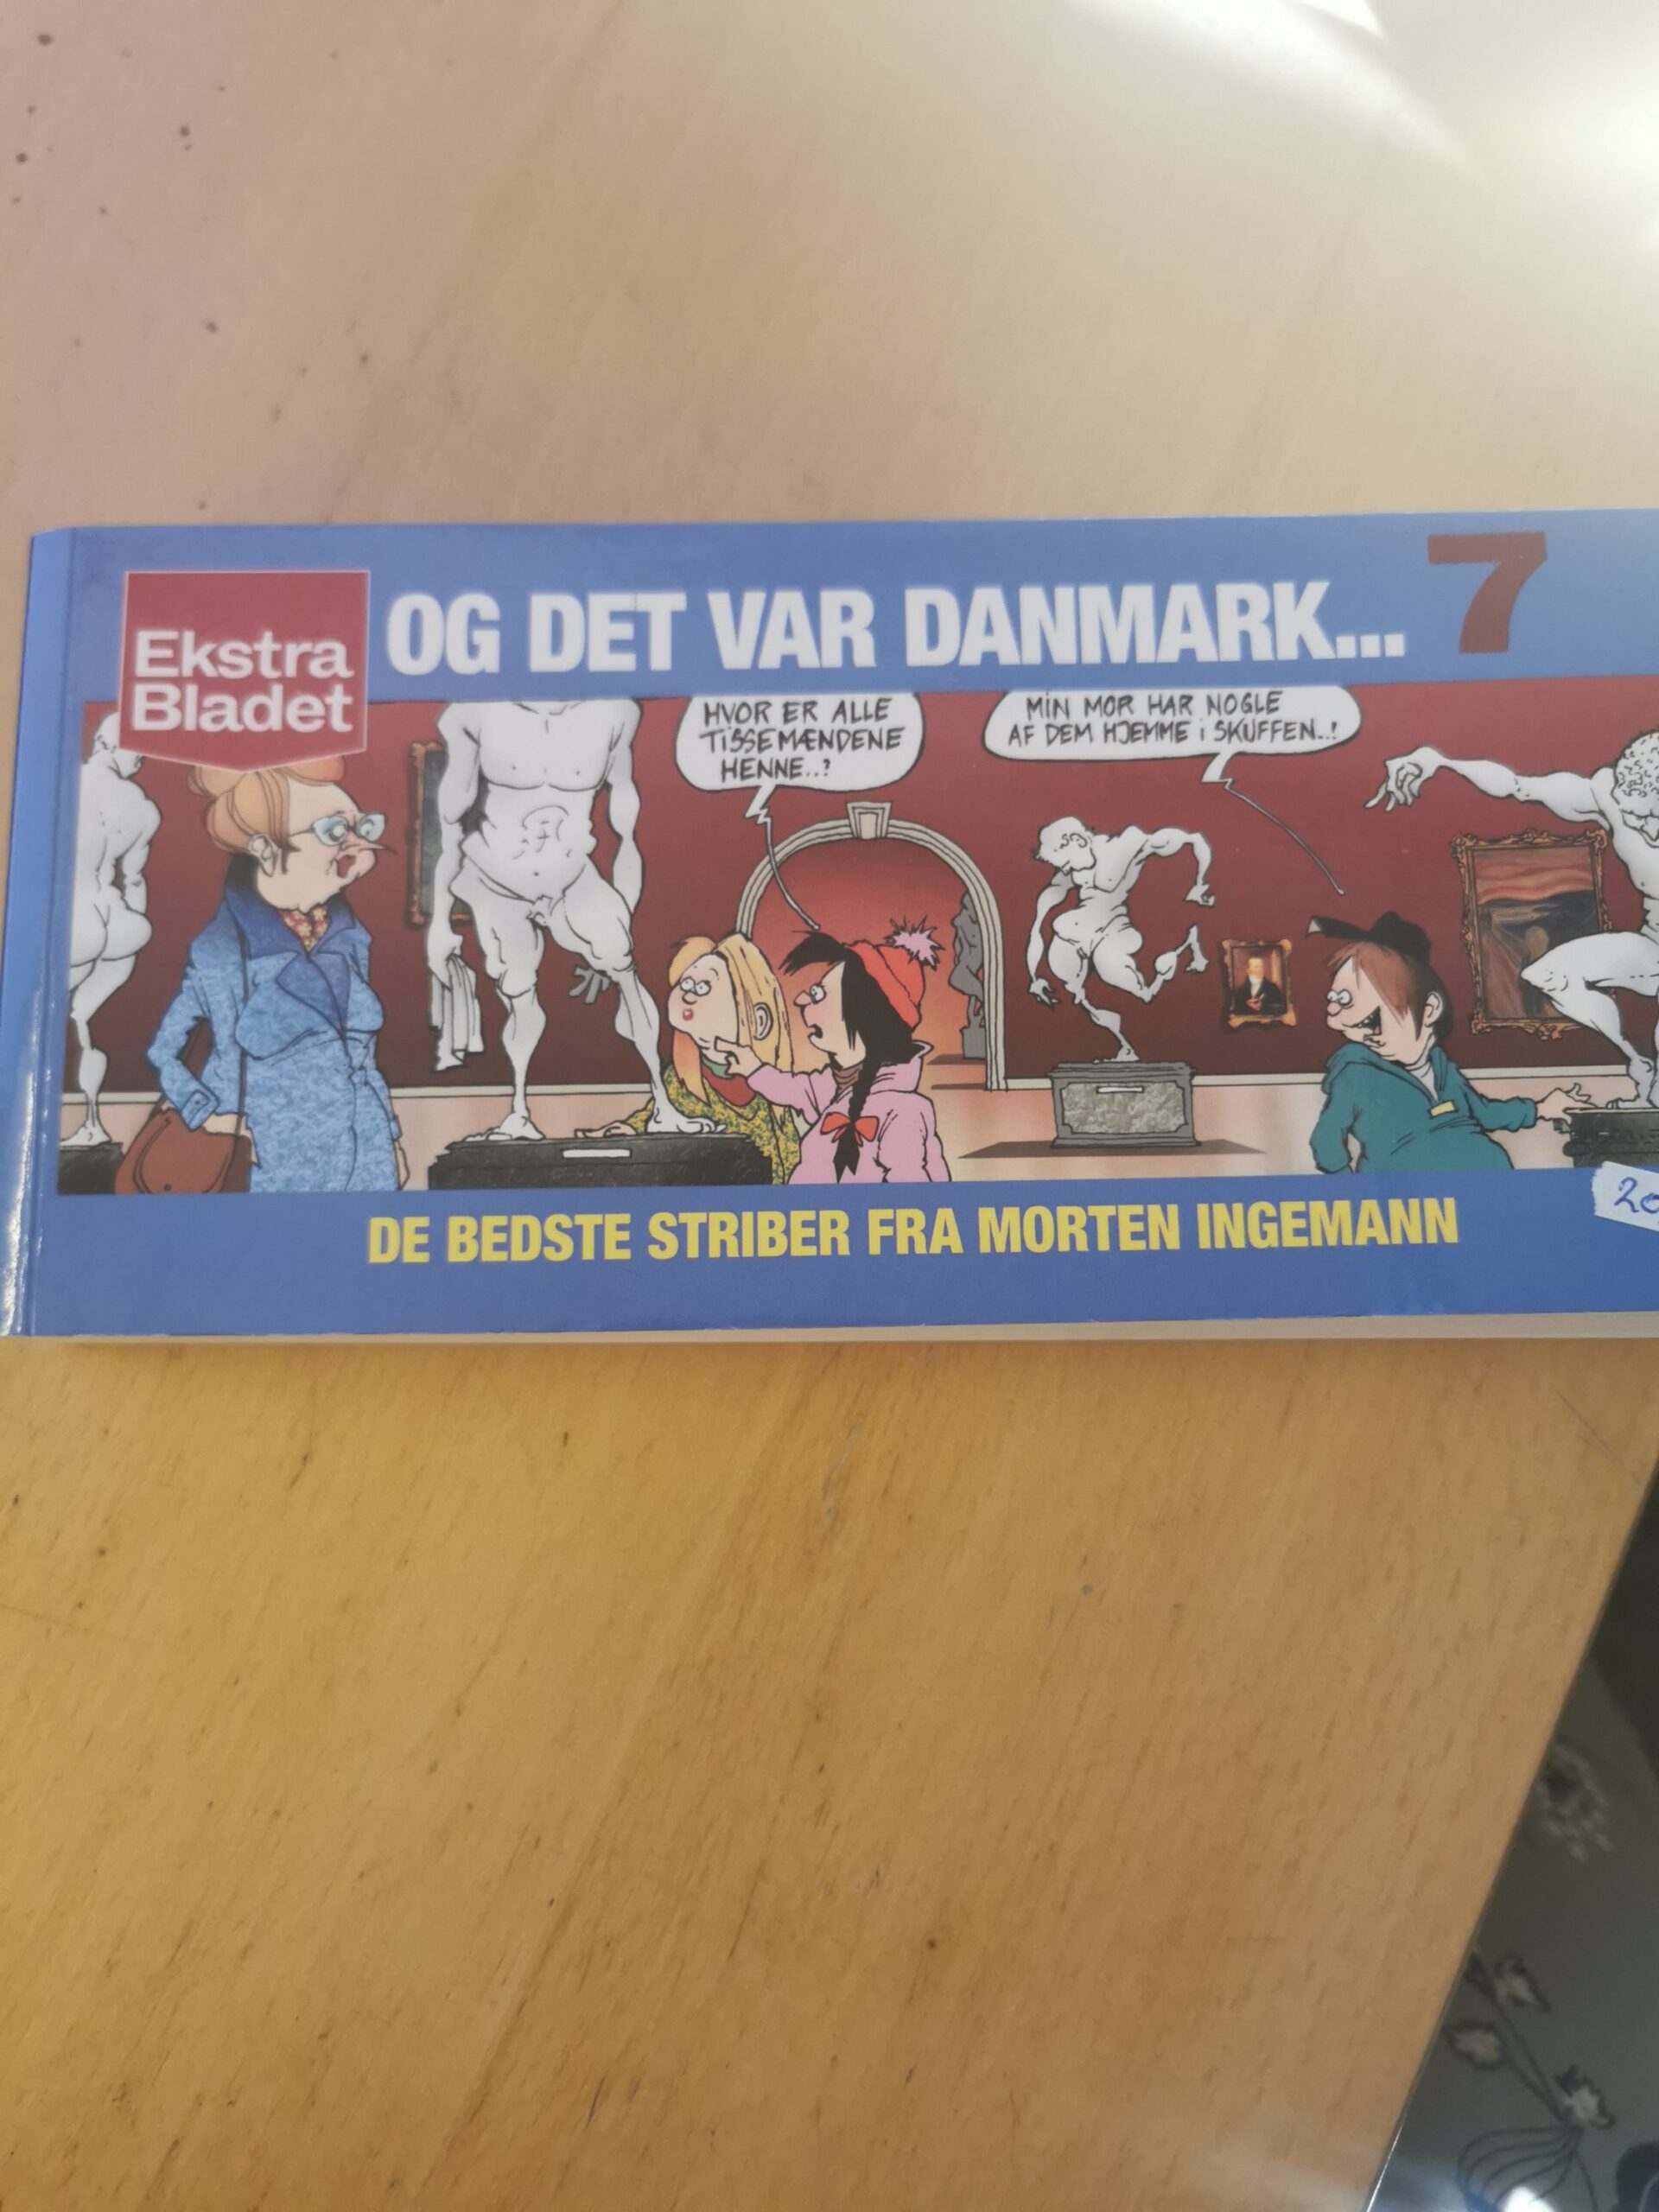 Ekstra
Bladet
OG DET VAR DANMARK... 7
HVOR ER ALLE
TISSEMÆNDENE
HENNE..?
MIN MOR HAR NOGLE
AF DEM HJEMME i SKUFFEN..!
DE BEDSTE STRIBER FRA MORTEN INGEMANN
20